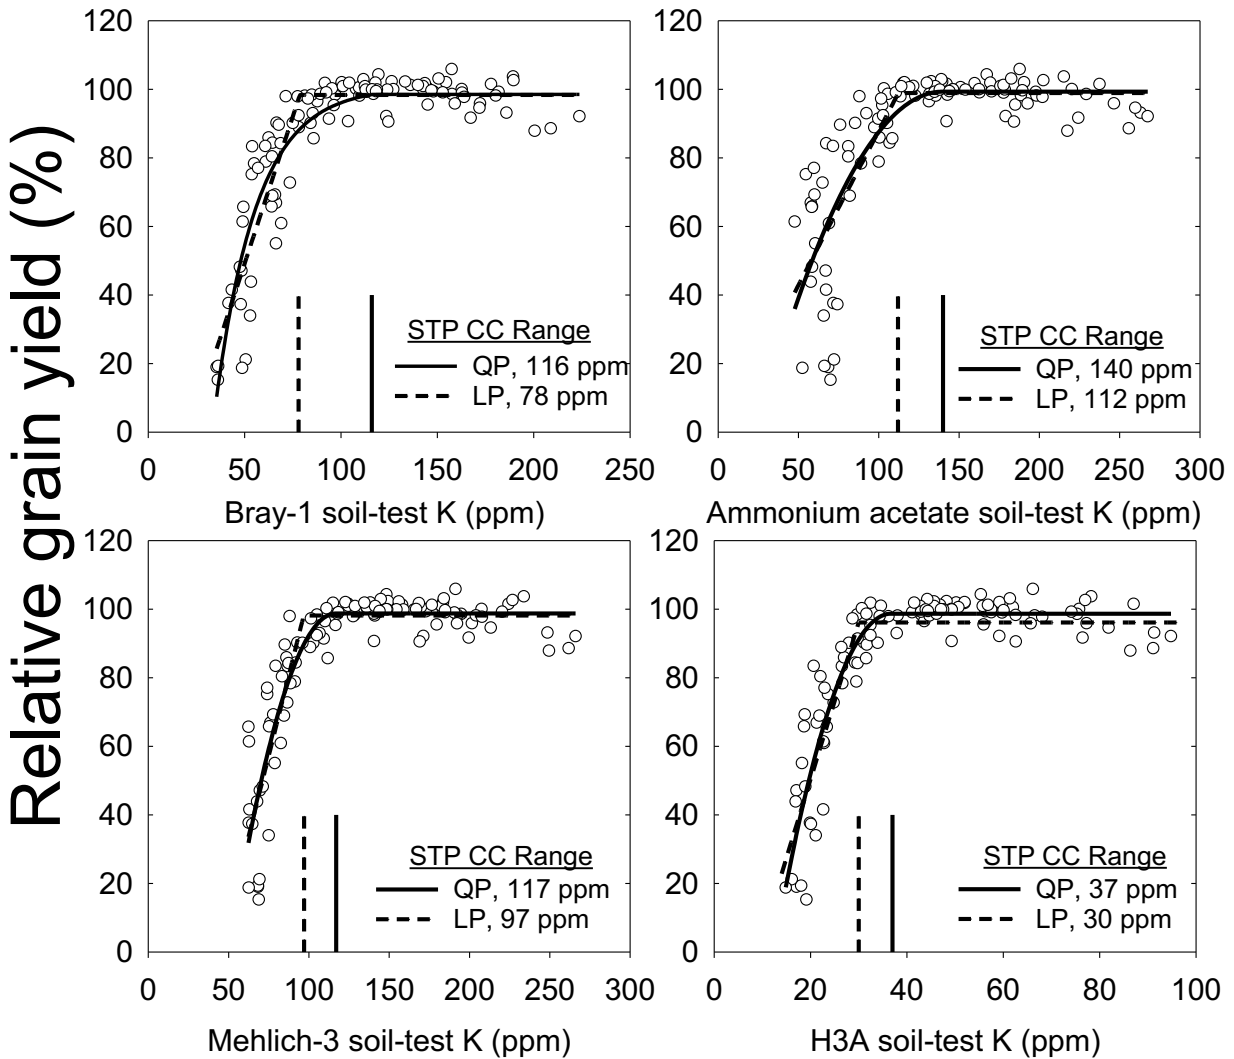 Relative grain yield (%)
120
100
80
60
40
20
0
STP CC Range
QP, 116 ppm
LP, 78 ppm
0 50 100 150 200 250
Bray-1 soil-test K (ppm)
120
100
80
60
40
20
0
STP CC Range
QP, 140 ppm
LP, 112 ppm
0 50 100 150 200 250 300
Ammonium acetate soil-test K (ppm)
120
100
80
60
40
20
0
STP CC Range
QP, 117 ppm
LP, 97 ppm
0 50 100 150 200 250 300
Mehlich-3 soil-test K (ppm)
120
100
80
60
40
20
0
STP CC Range
QP, 37 ppm
LP, 30 ppm
0 20 40 60 80 100
H3A soil-test K (ppm)